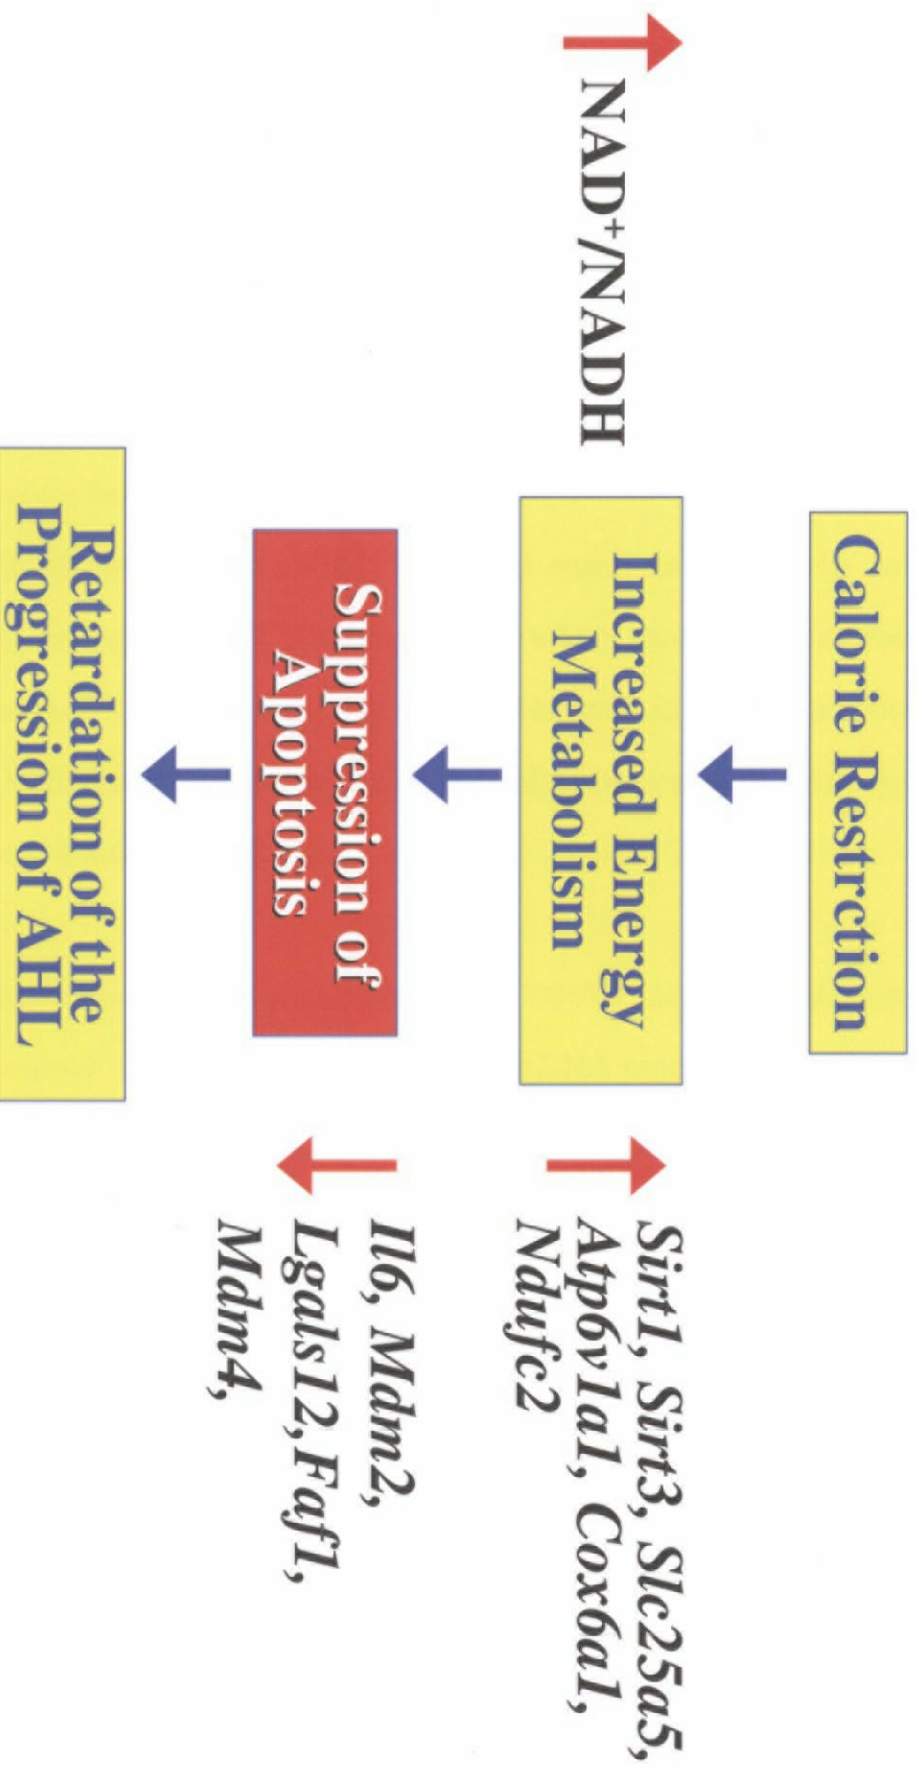 Calorie Restrction
NAD⁺/NADH
Increased Energy
Metabolism
Sirt1, Sirt3, Slc25a5,
Atp6v1a1, Cox6a1,
Ndufc2
Suppression of
Apoptosis
Il6, Mdm2,
Lgals12,Faf1,
Mdm4,
Retardation of the
Progression of AHL